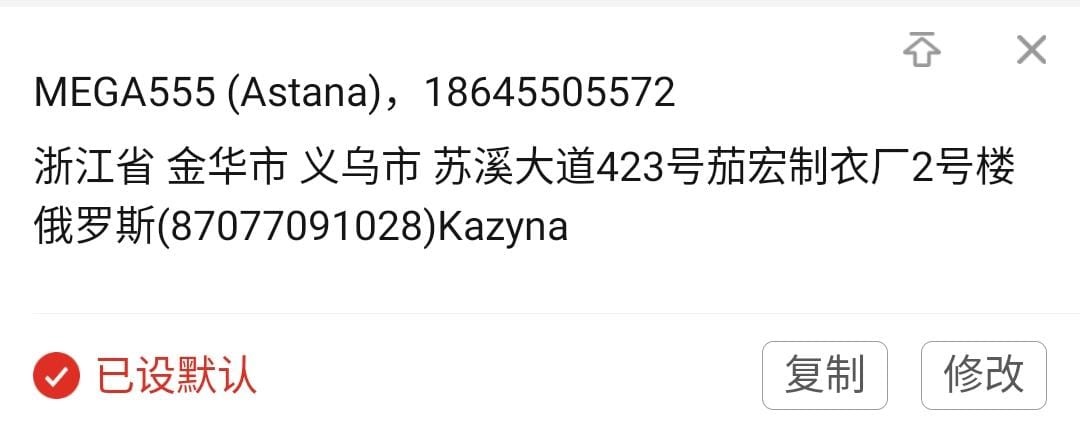 MEGA555 (Astana)，18645505572
浙江省 金华市 义乌市 苏溪大道423号茄宏制衣厂2号楼
俄罗斯(87077091028)Kazyna
已设默认
复制
修改